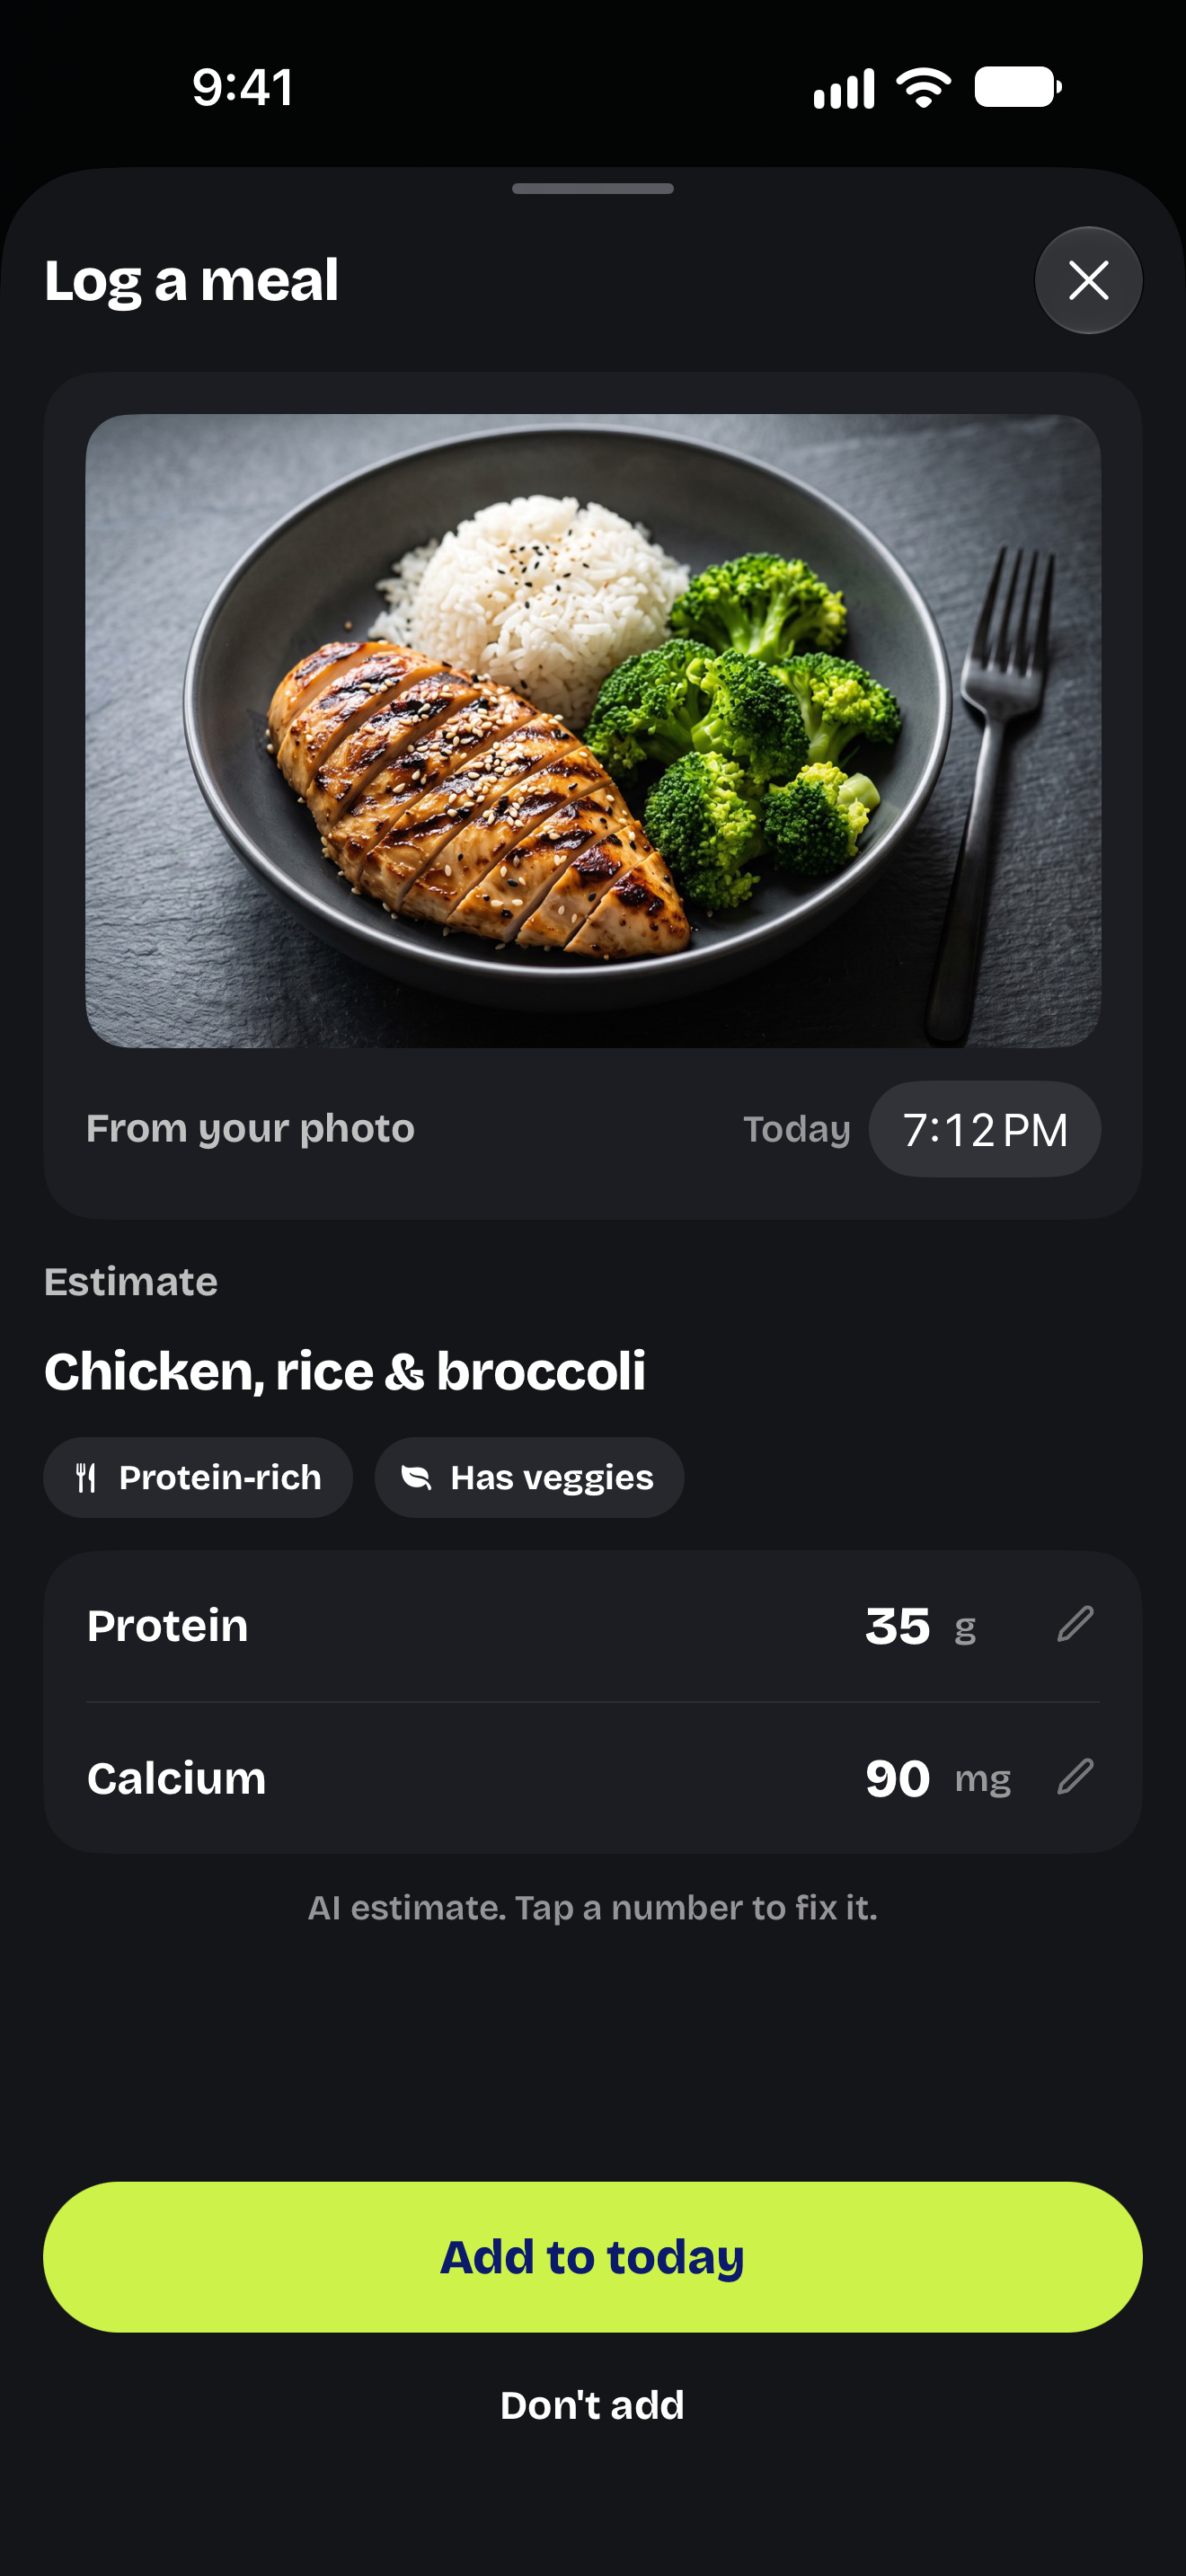 9:41
Log a meal
From your photo
Today 7:12 PM
Estimate
Chicken, rice & broccoli
Protein-rich Has veggies
Protein 35 g
Calcium 90 mg
AI estimate. Tap a number to fix it.
Add to today
Don't add